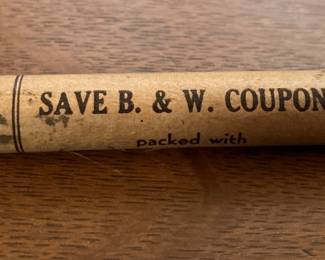 SAVE B. & W. COUPON
packed with